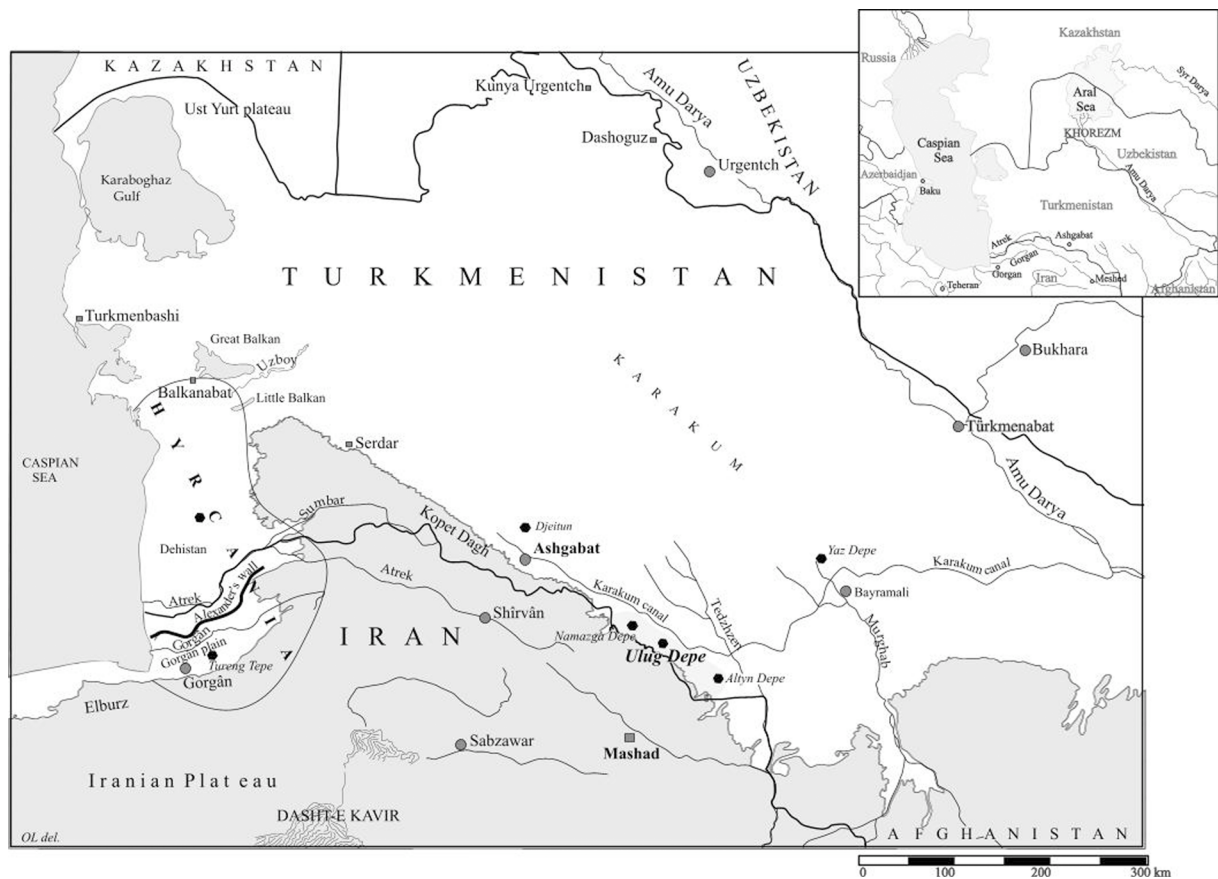 KAZAKHSTAN
Ust Yurt plateau
Karaboghaz
Gulf
Kunya Urgentch
Amu Darya
UZBEKISTAN
Dashoguz
Urgentch
TURKMENISTAN
Turkmenbashi
Great Balkan
Uzboy
Balkanabat
Little Balkan
KARAKUM
Bukhara
Türkmenabat
Amu Darya
HYRCANIA
Serdar
CASPIAN
SEA
Sumbar
Dehistan
Kopet Dagh
Djeitun
Ashgabat
Yaz Depe
Karakum canal
Bayramali
Atrek
Alexander's wall
Atrek
Karakum canal
Tedzhzen
Murghab
Gorgan
Gorgan plain
Tureng Tepe
Gorgân
Shîrvân
IRAN
Namazga Depe
Ulug Depe
Altyn Depe
Elburz
Sabzawar
Mashad
Iranian Plateau
DASHT-E KAVIR
AFGHANISTAN
OL del.
0 100 200 300 km
Kazakhstan
Russia
Syr Darya
Aral
Sea
Caspian
Sea
KHOREZM
Uzbekistan
Azerbaidjan
Baku
Amu Darya
Turkmenistan
Atrek
Ashgabat
Gorgan
Gorgan
Iran
Meshed
Teheran
Afghanistan